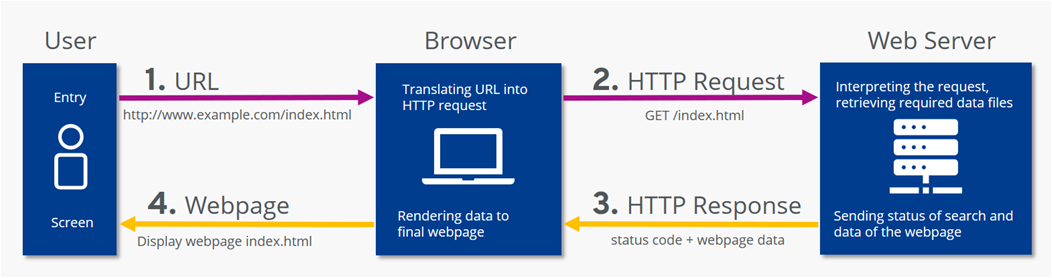 User
Browser
Web Server
Entry
Screen
1. URL
http://www.example.com/index.html
Translating URL into
HTTP request
2. HTTP Request
GET /index.html
Interpreting the request,
retrieving required data files
Sending status of search and
data of the webpage
3. HTTP Response
status code + webpage data
Rendering data to
final webpage
4. Webpage
Display webpage index.html